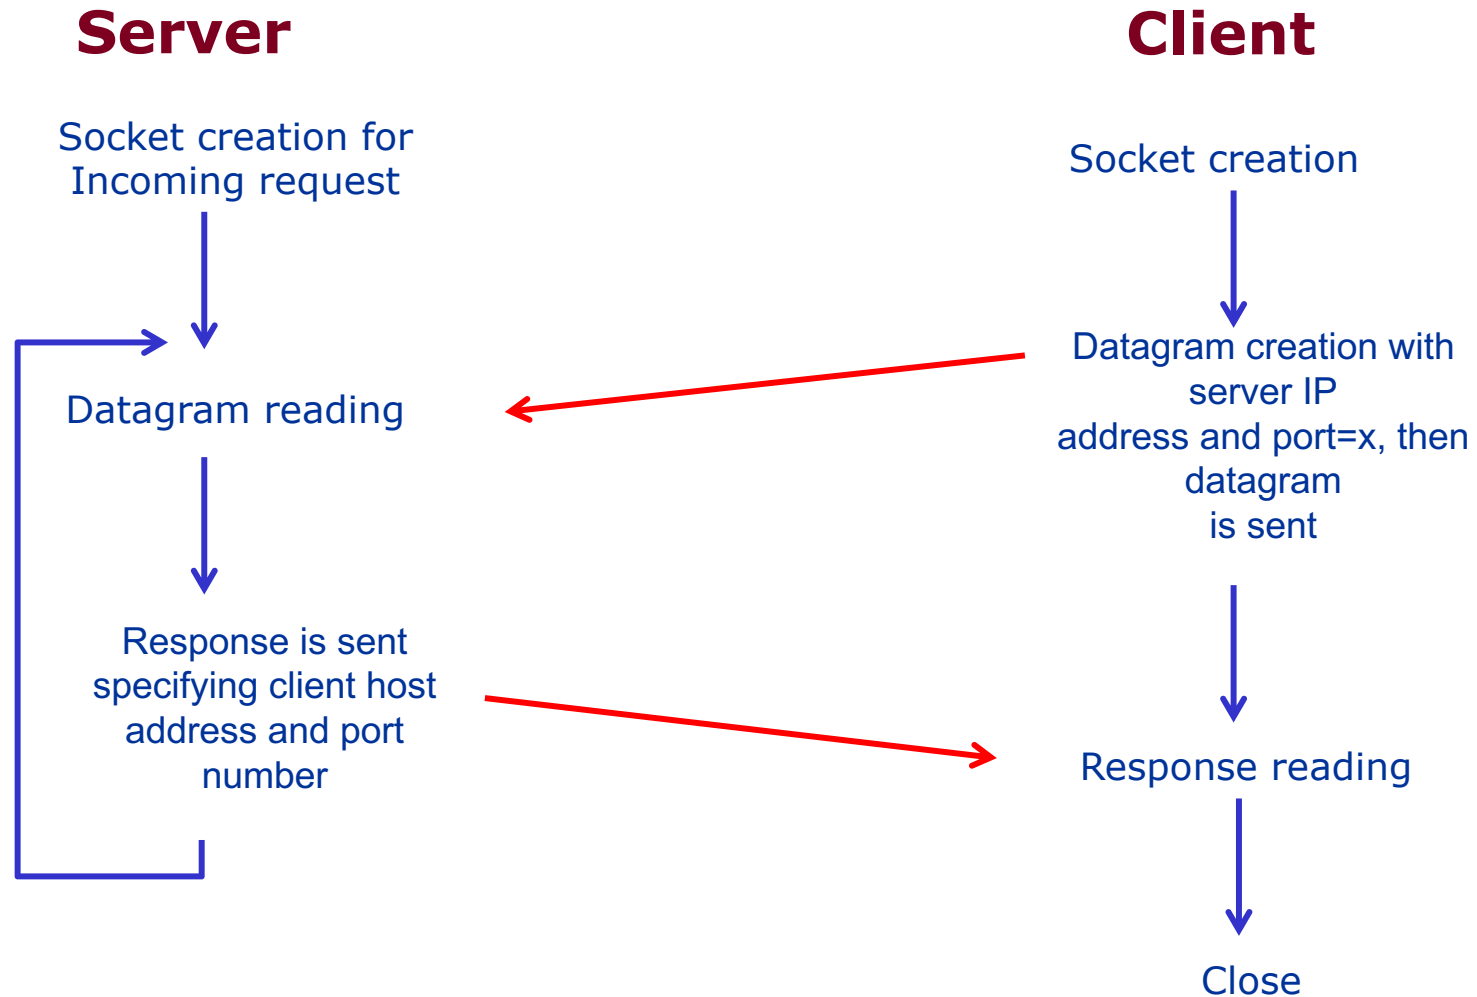 Server
Socket creation for
Incoming request
Datagram reading
Response is sent
specifying client host
address and port
number
Client
Socket creation
Datagram creation with
server IP
address and port=x, then
datagram
is sent
Response reading
Close